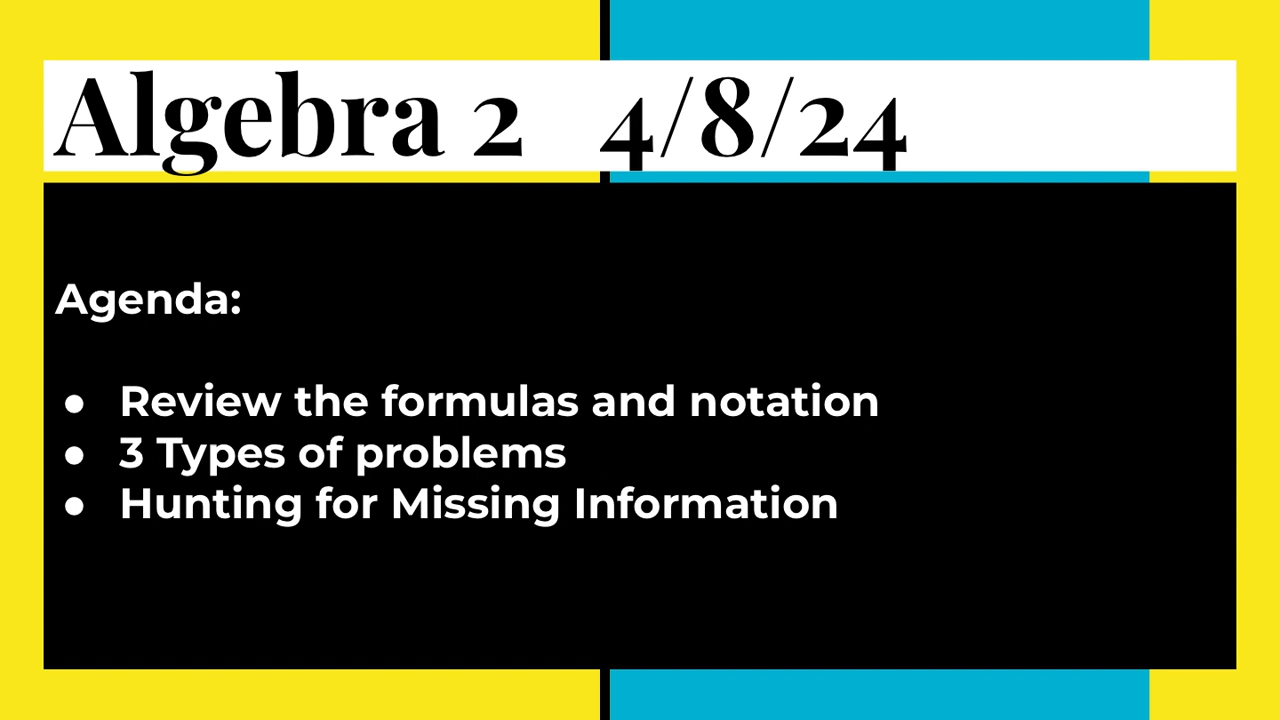 Algebra 2 4/8/24
Agenda:
● Review the formulas and notation
● 3 Types of problems
● Hunting for Missing Information